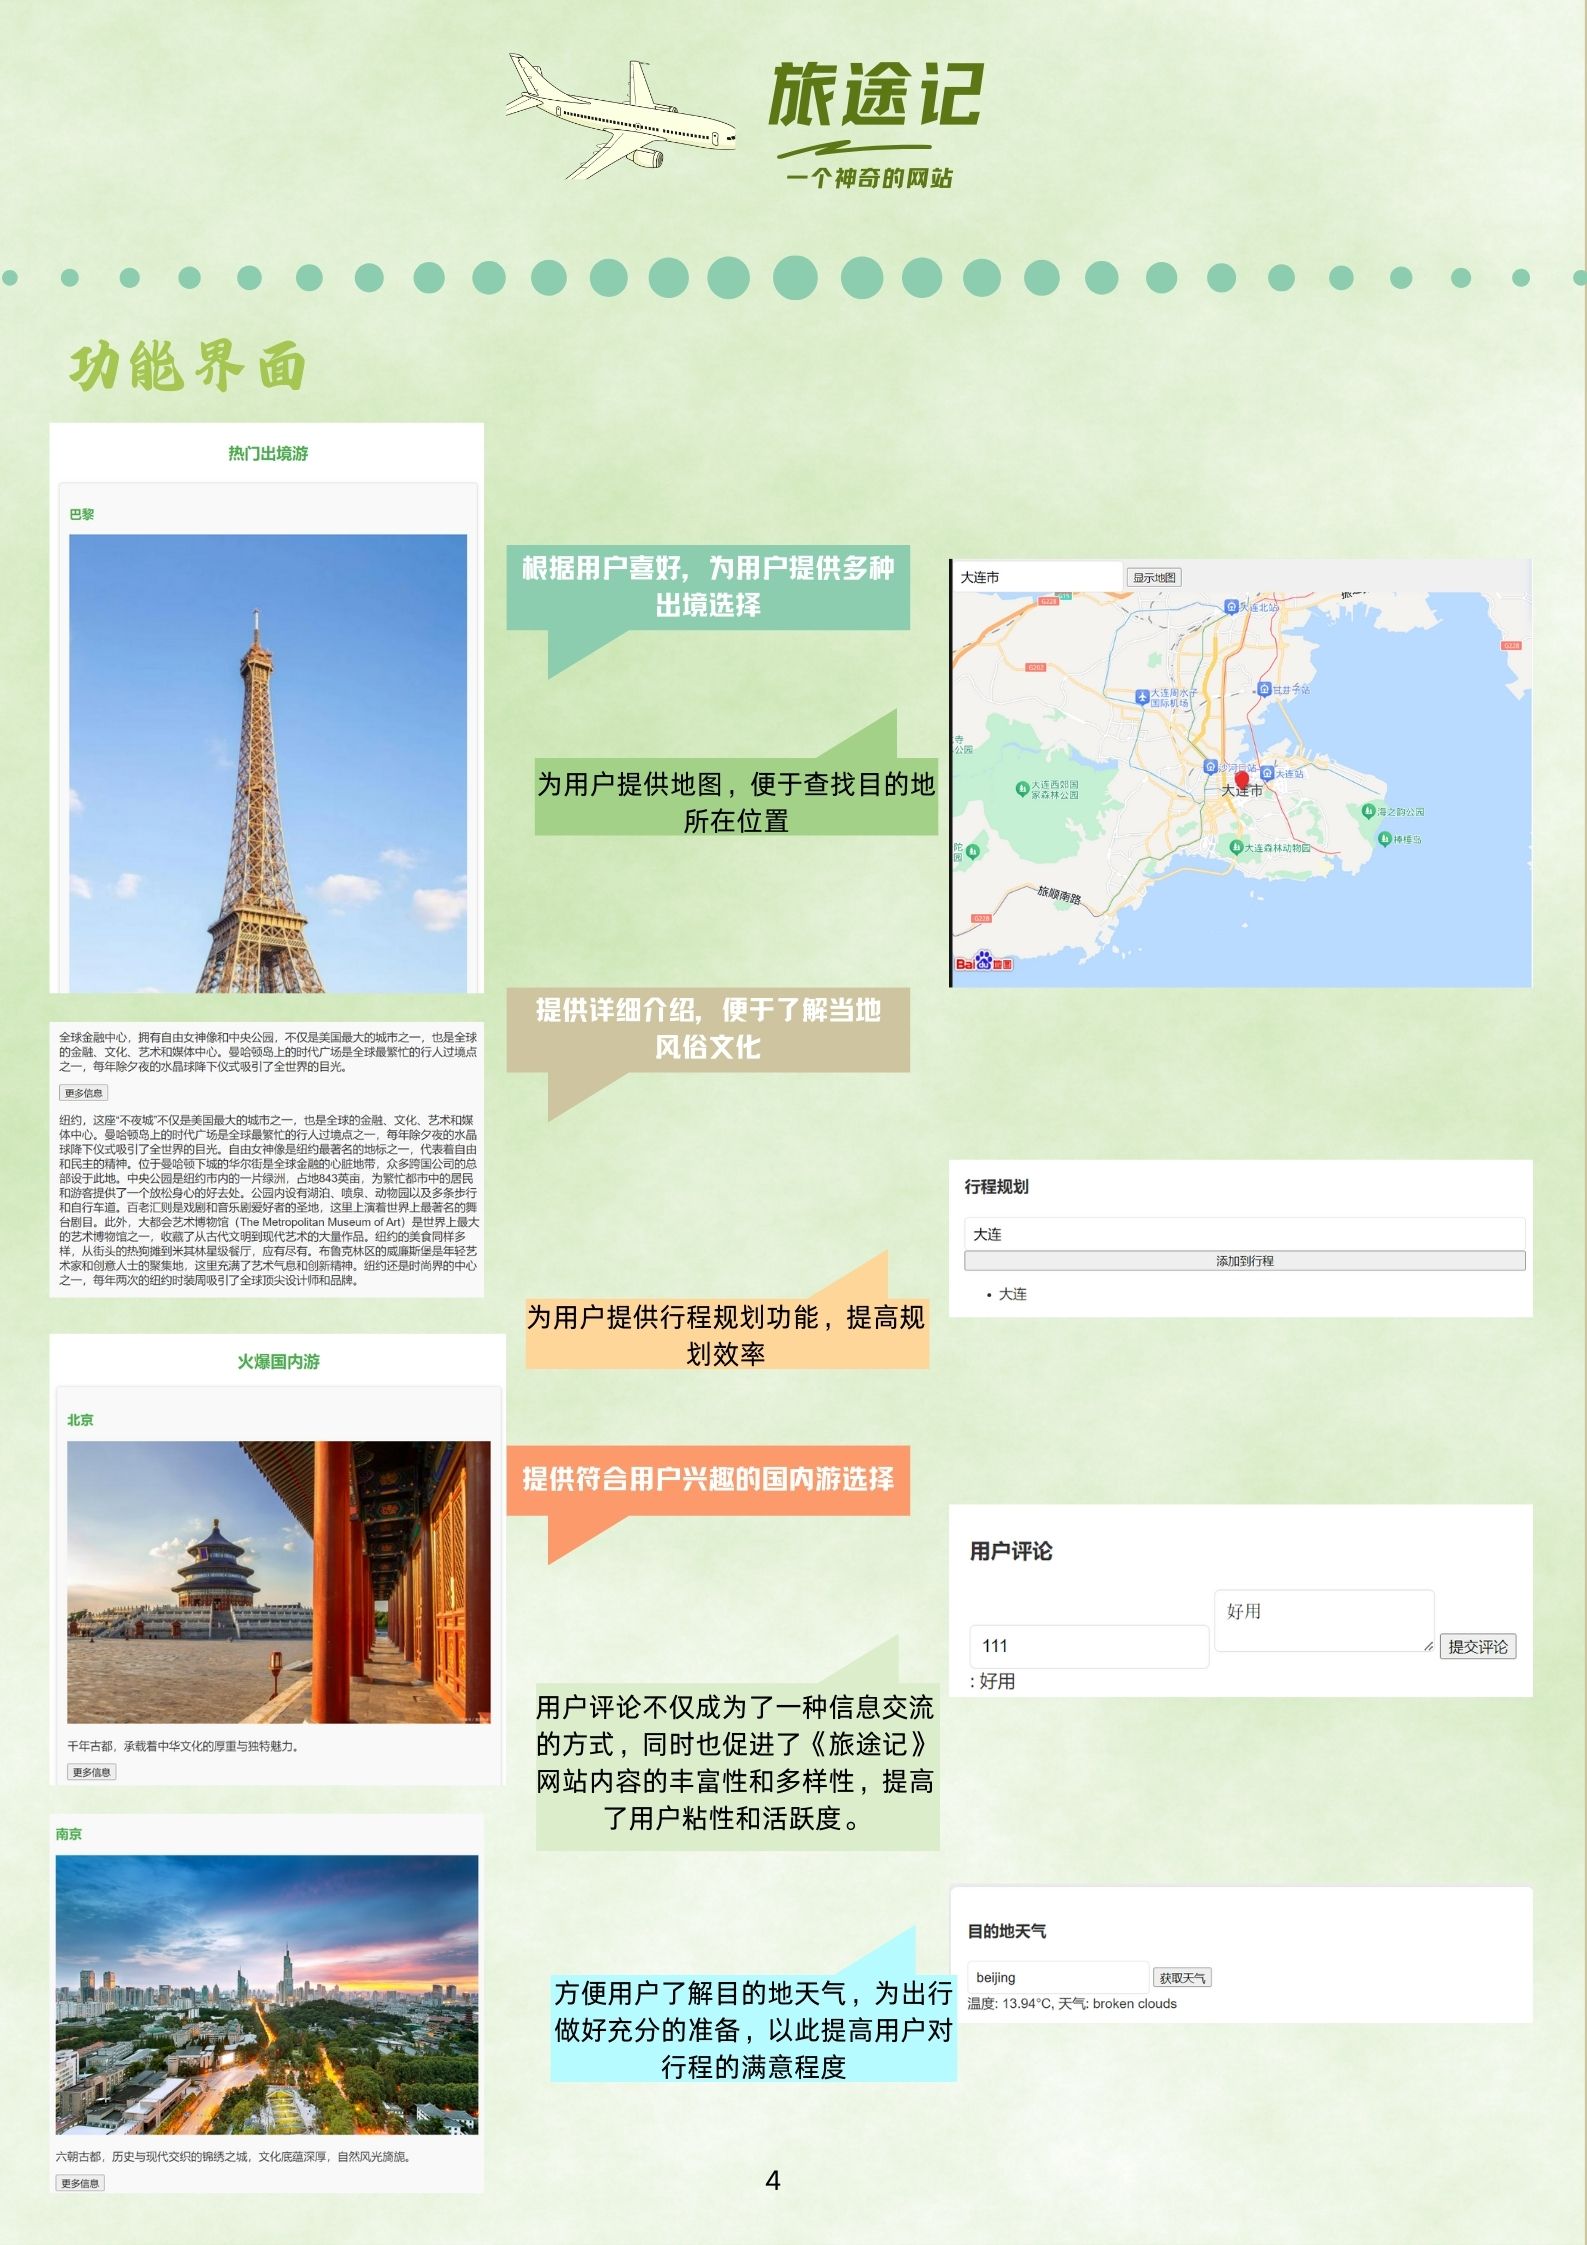 旅途记
一个神奇的网站
功能界面
热门出境游
巴黎
根据用户喜好，为用户提供多种
出境选择
大连市
显示地图
G228
G15
大连北站
G228
G202
大连周水子
国际机场
甘井子站
寺
公园
沙河口站
大连站
大连市
大连西郊国
家森林公园
海之韵公园
棒棰岛
大连森林动物园
陀
园
旅顺南路
G228
Bai du 地图
为用户提供地图，便于查找目的地
所在位置
提供详细介绍，便于了解当地
风俗文化
全球金融中心，拥有自由女神像和中央公园，不仅是美国最大的城市之一，也是全球
的金融、文化、艺术和媒体中心。曼哈顿岛上的时代广场是全球最繁忙的行人过境点
之一，每年除夕夜的水晶球降下仪式吸引了全世界的目光。
更多信息
纽约，这座“不夜城”不仅是美国最大的城市之一，也是全球的金融、文化、艺术和媒
体中心。曼哈顿岛上的时代广场是全球最繁忙的行人过境点之一，每年除夕夜的水晶
球降下仪式吸引了全世界的目光。自由女神像是纽约最著名的地标之一，代表着自由
和民主的精神。位于曼哈顿下城的华尔街是全球金融的心脏地带，众多跨国公司的总
部设于此地。中央公园是纽约市内的一片绿洲，占地843英亩，为繁忙都市中的居民
和游客提供了一个放松身心的好去处。公园内设有湖泊、喷泉、动物园以及多条步行
和自行车道。百老汇则是戏剧和音乐剧爱好者的圣地，这里上演着世界上最著名的舞
台剧目。此外，大都会艺术博物馆（The Metropolitan Museum of Art）是世界上最大
的艺术博物馆之一，收藏了从古代文明到现代艺术的大量作品。纽约的美食同样多
样，从街头的热狗摊到米其林星级餐厅，应有尽有。布鲁克林区的威廉斯堡是年轻艺
术家和创意人士的聚集地，这里充满了艺术气息和创新精神。纽约还是时尚界的中心
之一，每年两次的纽约时装周吸引了全球顶尖设计师和品牌。
行程规划
大连
添加到行程
• 大连
为用户提供行程规划功能，提高规
划效率
火爆国内游
北京
千年古都，承载着中华文化的厚重与独特魅力。
更多信息
提供符合用户兴趣的国内游选择
用户评论
111
好用
提交评论
: 好用
用户评论不仅成为了一种信息交流
的方式，同时也促进了《旅途记》
网站内容的丰富性和多样性，提高
了用户粘性和活跃度。
南京
六朝古都，历史与现代交织的锦绣之城，文化底蕴深厚，自然风光旖旎。
更多信息
目的地天气
beijing
获取天气
温度: 13.94°C, 天气: broken clouds
方便用户了解目的地天气，为出行
做好充分的准备，以此提高用户对
行程的满意程度
4